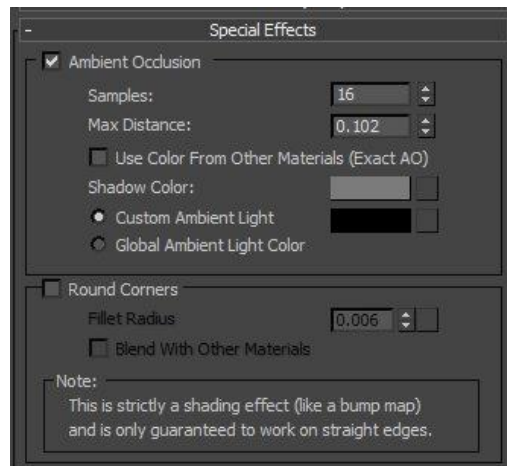 - Special Effects
Ambient Occlusion
Samples: 16
Max Distance: 0.102
Use Color From Other Materials (Exact AO)
Shadow Color:
Custom Ambient Light
Global Ambient Light Color
Round Corners
Fillet Radius 0.006
Blend With Other Materials
Note:
This is strictly a shading effect (like a bump map)
and is only guaranteed to work on straight edges.